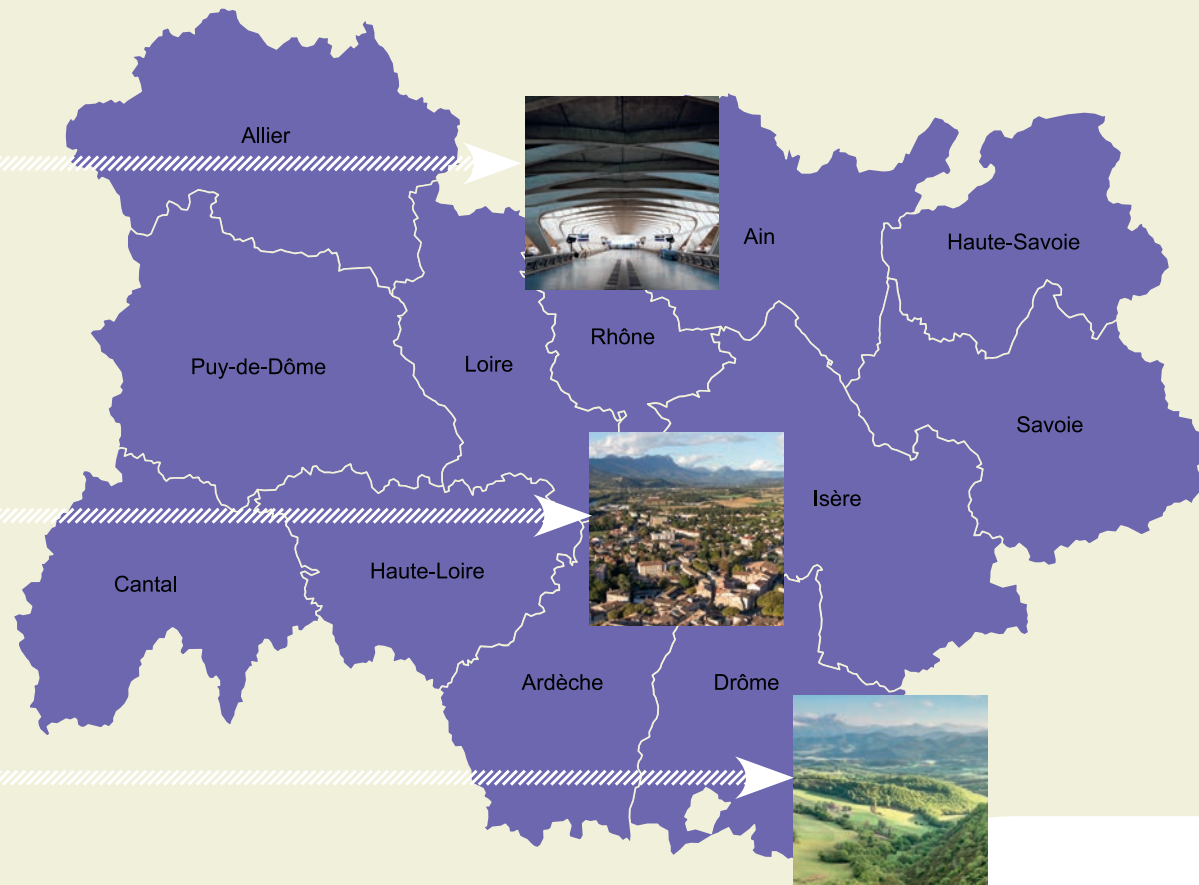 Allier
Ain
Haute-Savoie
Rhône
Puy-de-Dôme
Loire
Savoie
Isère
Cantal
Haute-Loire
Ardèche
Drôme